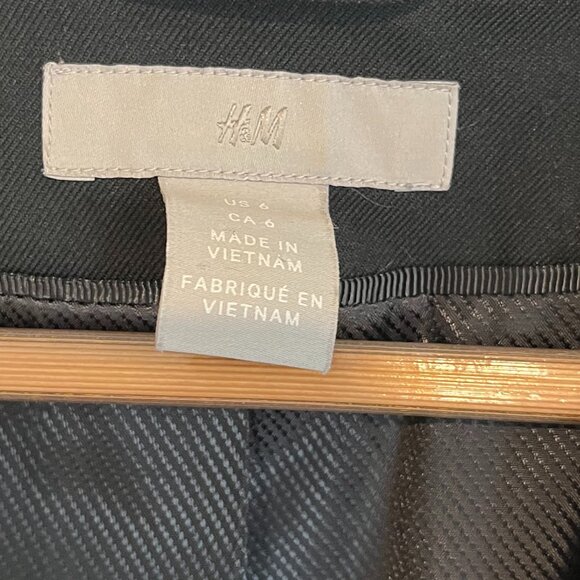 H&M
US 6
CA 6
MADE IN
VIETNAM
FABRIQUÉ EN
VIETNAM